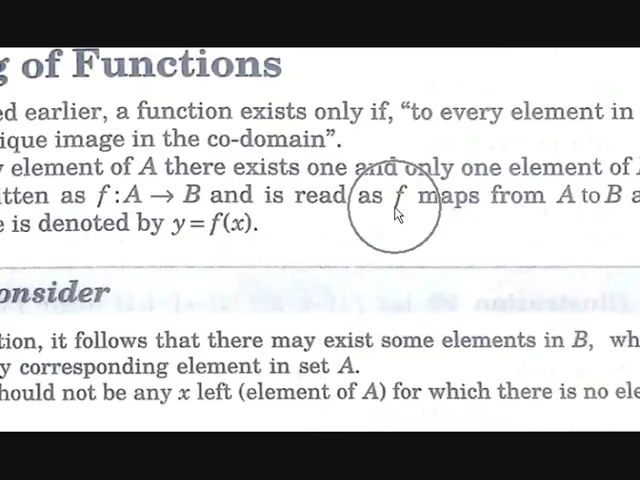 g of Functions
ed earlier, a function exists only if, "to every element in
ique image in the co-domain".
y element of A there exists one and only one element of
itten as f : A → B and is read as f maps from A to B a
e is denoted by y = f(x).
onsider
tion, it follows that there may exist some elements in B, wh
y corresponding element in set A.
hould not be any x left (element of A) for which there is no ele